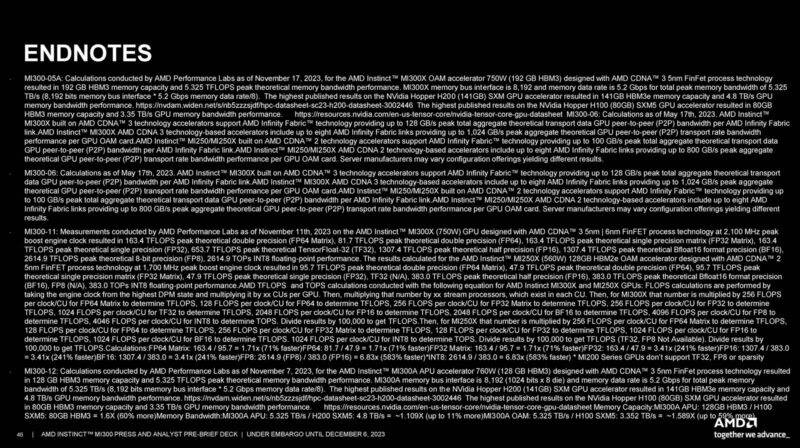 ENDNOTES
MI300-05A: Calculations conducted by AMD Performance Labs as of November 17, 2023, for the AMD Instinct™ MI300X OAM accelerator 750W (192 GB HBM3) designed with AMD CDNA™ 3 5nm FinFet process technology
resulted in 192 GB HBM3 memory capacity and 5.325 TFLOPS peak theoretical memory bandwidth performance. MI300X memory bus interface is 8,192 and memory data rate is 5.2 Gbps for total peak memory bandwidth of 5.325
TB/s (8,192 bits memory bus interface * 5.2 Gbps memory data rate/8). The highest published results on the NVidia Hopper H200 (141GB) SXM GPU accelerator resulted in 141GB HBM3e memory capacity and 4.8 TB/s GPU
memory bandwidth performance. https://nvdam.widen.net/s/nb5zzzsjdf/hpc-datasheet-sc23-h200-datasheet-3002446 The highest published results on the NVidia Hopper H100 (80GB) SXM5 GPU accelerator resulted in 80GB
HBM3 memory capacity and 3.35 TB/s GPU memory bandwidth performance. https://resources.nvidia.com/en-us-tensor-core/nvidia-tensor-core-gpu-datasheet MI300-06: Calculations as of May 17th, 2023. AMD Instinct™
MI300X built on AMD CDNA™ 3 technology accelerators support AMD Infinity Fabric™ technology providing up to 128 GB/s peak total aggregate theoretical transport data GPU peer-to-peer (P2P) bandwidth per AMD Infinity Fabric
link.AMD Instinct™ MI300X AMD CDNA 3 technology-based accelerators include up to eight AMD Infinity Fabric links providing up to 1,024 GB/s peak aggregate theoretical GPU peer-to-peer (P2P) transport rate bandwidth
performance per GPU OAM card.AMD Instinct™ MI250/MI250X built on AMD CDNA™ 2 technology accelerators support AMD Infinity Fabric™ technology providing up to 100 GB/s peak total aggregate theoretical transport data
GPU peer-to-peer (P2P) bandwidth per AMD Infinity Fabric link.AMD Instinct™ MI250/MI250X AMD CDNA 2 technology-based accelerators include up to eight AMD Infinity Fabric links providing up to 800 GB/s peak aggregate
theoretical GPU peer-to-peer (P2P) transport rate bandwidth performance per GPU OAM card. Server manufacturers may vary configuration offerings yielding different results.
MI300-06: Calculations as of May 17th, 2023. AMD Instinct™ MI300X built on AMD CDNA™ 3 technology accelerators support AMD Infinity Fabric™ technology providing up to 128 GB/s peak total aggregate theoretical transport
data GPU peer-to-peer (P2P) bandwidth per AMD Infinity Fabric link.AMD Instinct™ MI300X AMD CDNA 3 technology-based accelerators include up to eight AMD Infinity Fabric links providing up to 1,024 GB/s peak aggregate
theoretical GPU peer-to-peer (P2P) transport rate bandwidth performance per GPU OAM card.AMD Instinct™ MI250/MI250X built on AMD CDNA™ 2 technology accelerators support AMD Infinity Fabric™ technology providing up
to 100 GB/s peak total aggregate theoretical transport data GPU peer-to-peer (P2P) bandwidth per AMD Infinity Fabric link.AMD Instinct™ MI250/MI250X AMD CDNA 2 technology-based accelerators include up to eight AMD
Infinity Fabric links providing up to 800 GB/s peak aggregate theoretical GPU peer-to-peer (P2P) transport rate bandwidth performance per GPU OAM card. Server manufacturers may vary configuration offerings yielding different
results.
MI300-11: Measurements conducted by AMD Performance Labs as of November 11th, 2023 on the AMD Instinct™ MI300X (750W) GPU designed with AMD CDNA™ 3 5nm | 6nm FinFET process technology at 2,100 MHz peak
boost engine clock resulted in 163.4 TFLOPS peak theoretical double precision (FP64 Matrix), 81.7 TFLOPS peak theoretical double precision (FP64), 163.4 TFLOPS peak theoretical single precision matrix (FP32 Matrix), 163.4
TFLOPS peak theoretical single precision (FP32), 653.7 TFLOPS peak theoretical TensorFloat-32 (TF32), 1307.4 TFLOPS peak theoretical half precision (FP16), 1307.4 TFLOPS peak theoretical Bfloat16 format precision (BF16),
2614.9 TFLOPS peak theoretical 8-bit precision (FP8), 2614.9 TOPs INT8 floating-point performance. The results calculated for the AMD Instinct™ MI250X (560W) 128GB HBM2e OAM accelerator designed with AMD CDNA™ 2
5nm FinFET process technology at 1,700 MHz peak boost engine clock resulted in 95.7 TFLOPS peak theoretical double (FP64 Matrix), 47.9 TFLOPS peak theoretical double precision (FP64), 95.7 TFLOPS peak
theoretical single precision matrix (FP32 Matrix), 47.9 TFLOPS peak theoretical single precision (FP32), TF32 (N/A), 383.0 TFLOPS peak theoretical half precision (FP16), 383.0 TFLOPS peak theoretical Bfloat16 format precision
(BF16), FP8 (N/A), 383.0 TOPs INT8 floating-point performance.AMD TFLOPS and TOPS calculations conducted with the following equation for AMD Instinct MI300X and MI250X GPUs: FLOPS calculations are performed by
taking the engine clock from the highest DPM state and multiplying it by xx CUs per GPU. Then, multiplying that number by xx stream processors, which exist in each CU. Then, for MI300X that number is multiplied by 256 FLOPS
per clock/CU for FP64 Matrix to determine TFLOPS, 128 FLOPS per clock/CU for FP64 to determine TFLOPS, 256 FLOPS per clock/CU for FP32 Matrix to determine TFLOPS, 256 FLOPS per clock/CU for FP32 to determine
TFLOPS, 1024 FLOPS per clock/CU for TF32 to determine TFLOPS, 2048 FLOPS per clock/CU for FP16 to determine TFLOPS, 2048 FLOPS per clock/CU for BF16 to determine TFLOPS, 4096 FLOPS per clock/CU for FP8 to
determine TFLOPS, 4046 FLOPS per clock/CU for INT8 to determine TOPS. Divide results by 100,000 to get TFLOPS.Then, for MI250X that number is multiplied by 256 FLOPS per clock/CU for FP64 Matrix to determine TFLOPS,
128 FLOPS per clock/CU for FP64 to determine TFLOPS, 256 FLOPS per clock/CU for FP32 Matrix to determine TFLOPS, 128 FLOPS per clock/CU for FP32 to determine TFLOPS, 1024 FLOPS per clock/CU for FP16 to
determine TFLOPS, 1024 FLOPS per clock/CU for BF16 to determine TFLOPS. 1024 FLOPS per clock/CU for INT8 to determine TOPS. Divide results by 100,000 to get TFLOPS (TF32, FP8 Not Available). Divide results by
100,000 to get TFLOPS.Calculations:FP64 Matrix: 163.4 / 95.7 = 1.71x (71% faster)FP64: 81.7 / 47.9 = 1.71x (71% faster)FP32 Matrix: 163.4 / 95.7 = 1.71x (71% faster)FP32: 163.4 / 47.9 = 3.41x (241% faster)FP16: 1307.4 / 383.0
= 3.41x (241% faster)BF16: 1307.4 / 383.0 = 3.41x (241% faster)FP8: 2614.9 (FP8) / 383.0 (FP16) = 6.83x (583% faster)*INT8: 2614.9 / 383.0 = 6.83x (583% faster) * MI200 Series GPUs don't support TF32, FP8 or sparsity
MI300-12: Calculations conducted by AMD Performance Labs as of November 7, 2023, for the AMD Instinct™ MI300A APU accelerator 760W (128 GB HBM3) designed with AMD CDNA™ 3 5nm FinFet process technology resulted
in 128 GB HBM3 memory capacity and 5.325 TFLOPS peak theoretical memory bandwidth performance. MI300A memory bus interface is 8,192 (1024 bits x 8 die) and memory data rate is 5.2 Gbps for total peak memory
bandwidth of 5.325 TB/s (8,192 bits memory bus interface * 5.2 Gbps memory data rate/8). The highest published results on the NVidia Hopper H200 (141GB) SXM GPU accelerator resulted in 141GB HBM3e memory capacity and
4.8 TB/s GPU memory bandwidth performance. https://nvdam.widen.net/s/nb5zzzsjdf/hpc-datasheet-sc23-h200-datasheet-3002446 The highest published results on the NVidia Hopper H100 (80GB) SXM GPU accelerator resulted
in 80GB HBM3 memory capacity and 3.35 TB/s GPU memory bandwidth performance. https://resources.nvidia.com/en-us-tensor-core/nvidia-tensor-core-gpu-datasheet Memory Capacity:MI300A APU: 128GB HBM3 / H100
SXM5: 80GB HBM3 = 1.6X (60% more)Memory Bandwidth:MI300A APU: 5.325 TB/s / H200 SXM5: 4.8 TB/s = ~1.109X (up to 11% more)MI300A OAM: 5.325 TB/s / H100 SXM5: 3.352 TB/s = ~1.589X (up to 59% more)
46 | AMD INSTINCT™ MI300 PRESS AND ANALYST PRE-BRIEF DECK | UNDER EMBARGO UNTIL DECEMBER 6, 2023
AMD
together we advance_